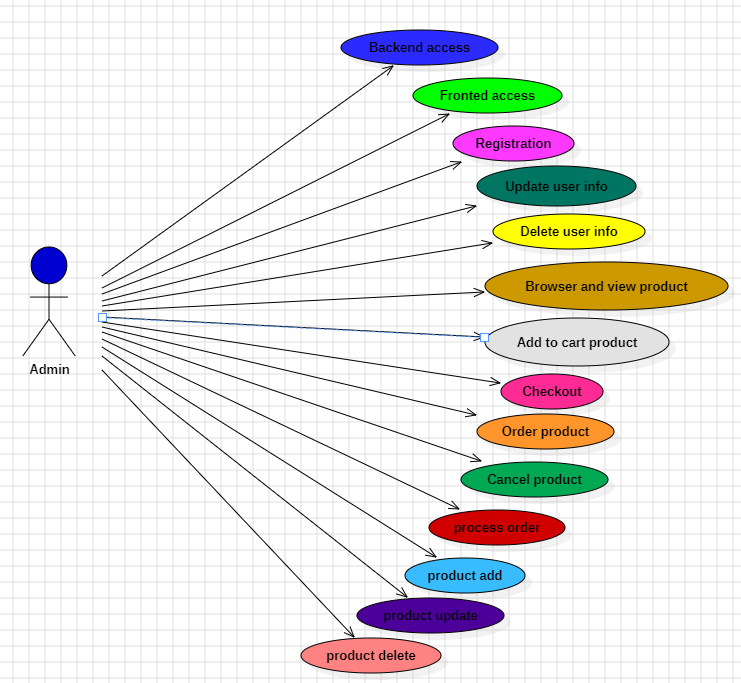 Backend access
Fronted access
Registration
Update user info
Delete user info
Browser and view product
Add to cart product
Admin
Checkout
Order product
Cancel product
process order
product add
product update
product delete